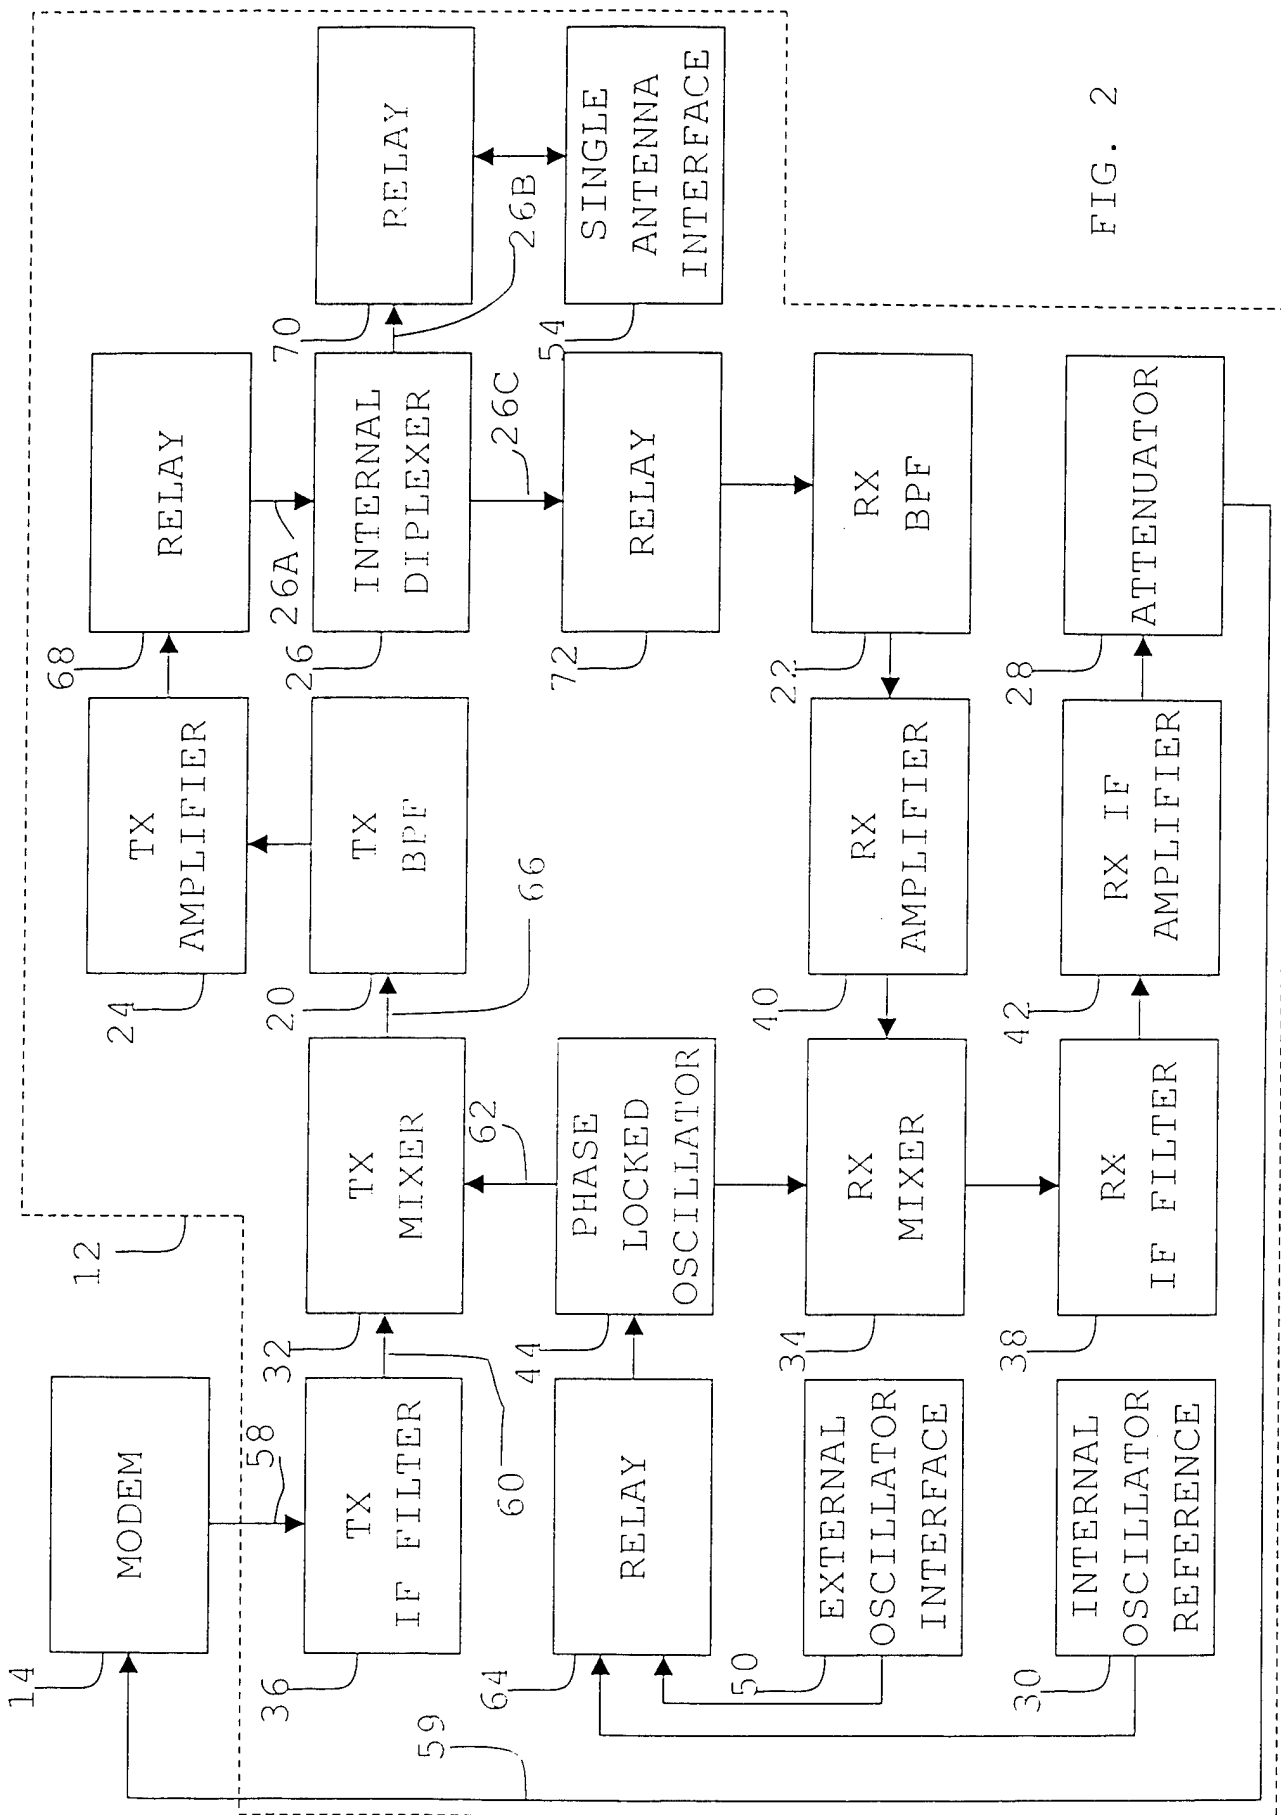 14
MODEM
58
12
36
TX
IF FILTER
60
32
TX
MIXER
66
20
TX
BPF
24
TX
AMPLIFIER
68
RELAY
26A
26
INTERNAL
DIPLEXER
26B
70
RELAY
26C
54
SINGLE
ANTENNA
INTERFACE
64
RELAY
44
PHASE
LOCKED
OSCILLATOR
62
72
RELAY
59
50
EXTERNAL
OSCILLATOR
INTERFACE
34
RX
MIXER
40
RX
AMPLIFIER
22
RX
BPF
30
INTERNAL
OSCILLATOR
REFERENCE
38
RX
IF FILTER
42
RX IF
AMPLIFIER
28
ATTENUATOR
FIG. 2